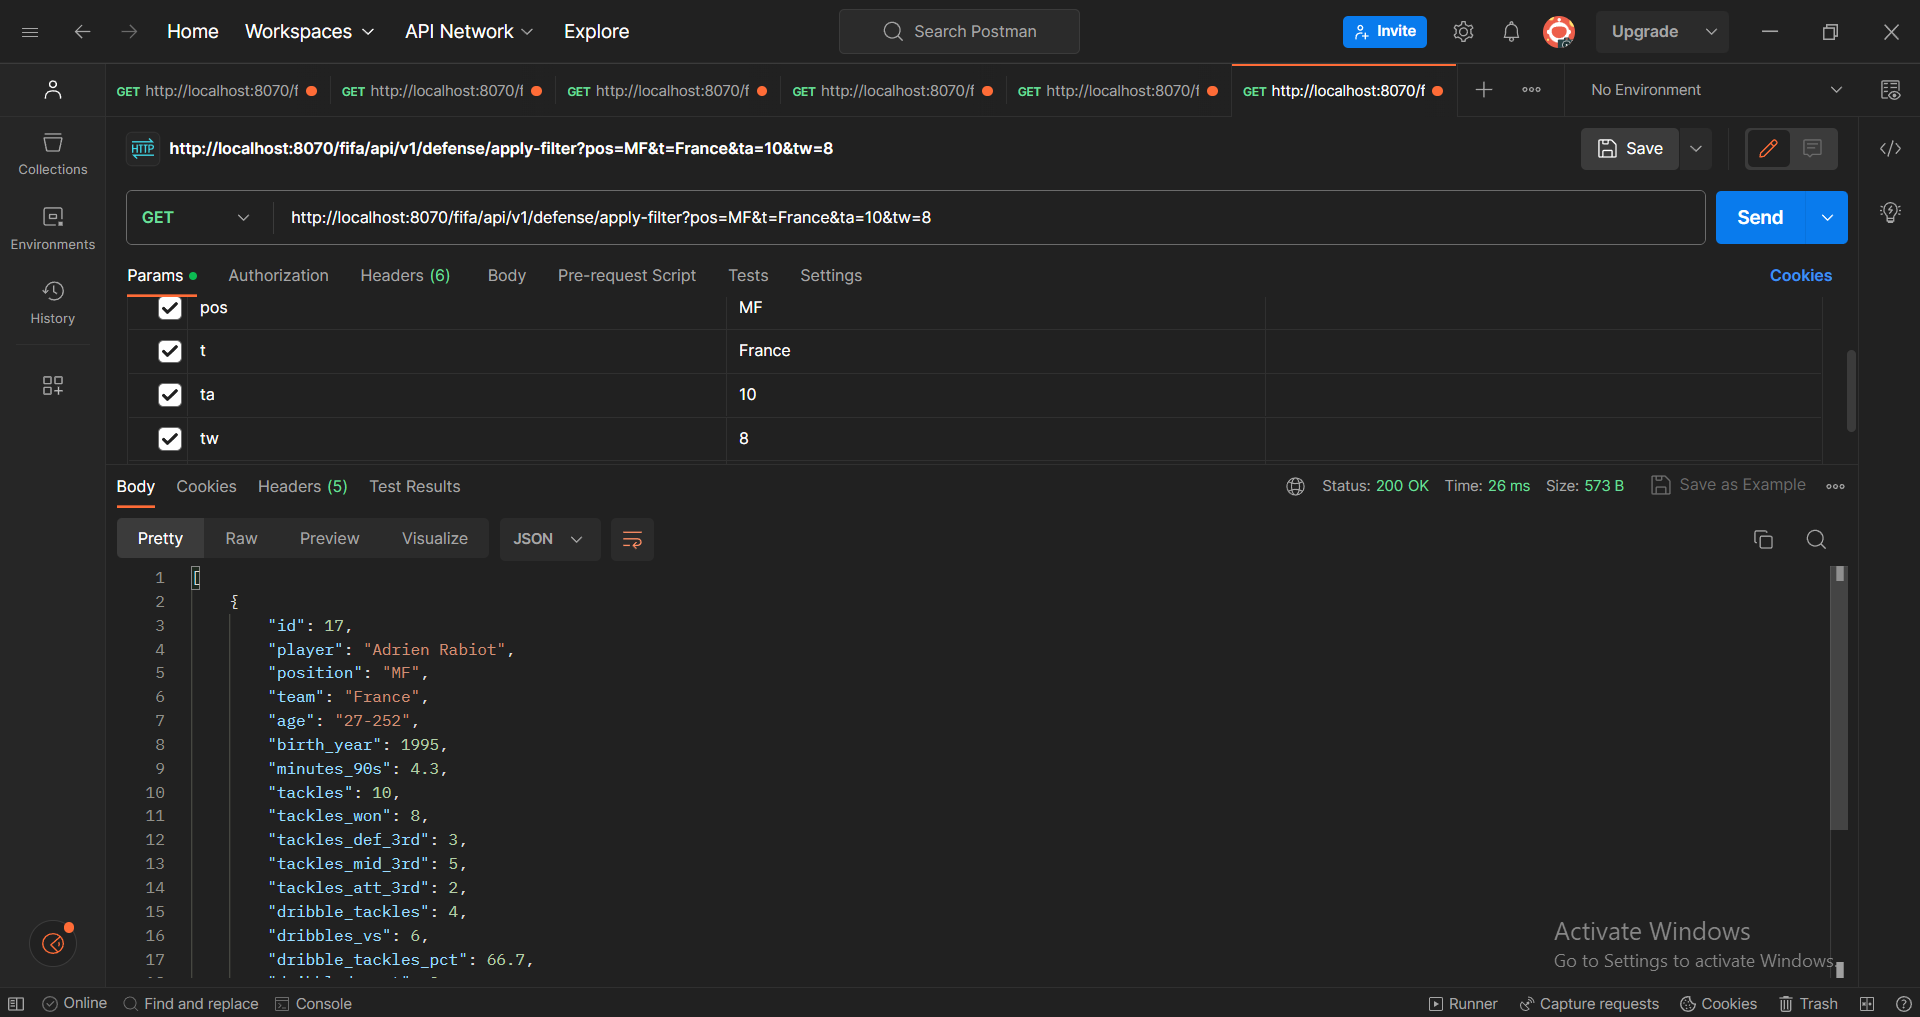 Home Workspaces API Network Explore Search Postman Invite Upgrade
GET http://localhost:8070/f GET http://localhost:8070/f GET http://localhost:8070/f GET http://localhost:8070/f GET http://localhost:8070/f GET http://localhost:8070/f No Environment
HTTP http://localhost:8070/fifa/api/v1/defense/apply-filter?pos=MF&t=France&ta=10&tw=8 Save
Collections
GET http://localhost:8070/fifa/api/v1/defense/apply-filter?pos=MF&t=France&ta=10&tw=8 Send
Environments
Params Authorization Headers (6) Body Pre-request Script Tests Settings Cookies
History
pos MF
t France
ta 10
tw 8
Body Cookies Headers (5) Test Results Status: 200 OK Time: 26 ms Size: 573 B Save as Example
Pretty Raw Preview Visualize JSON
1 [
2 {
3 "id": 17,
4 "player": "Adrien Rabiot",
5 "position": "MF",
6 "team": "France",
7 "age": "27-252",
8 "birth_year": 1995,
9 "minutes_90s": 4.3,
10 "tackles": 10,
11 "tackles_won": 8,
12 "tackles_def_3rd": 3,
13 "tackles_mid_3rd": 5,
14 "tackles_att_3rd": 2,
15 "dribble_tackles": 4,
16 "dribbles_vs": 6,
17 "dribble_tackles_pct": 66.7,
Activate Windows
Go to Settings to activate Windows.
Online Find and replace Console Runner Capture requests Cookies Trash